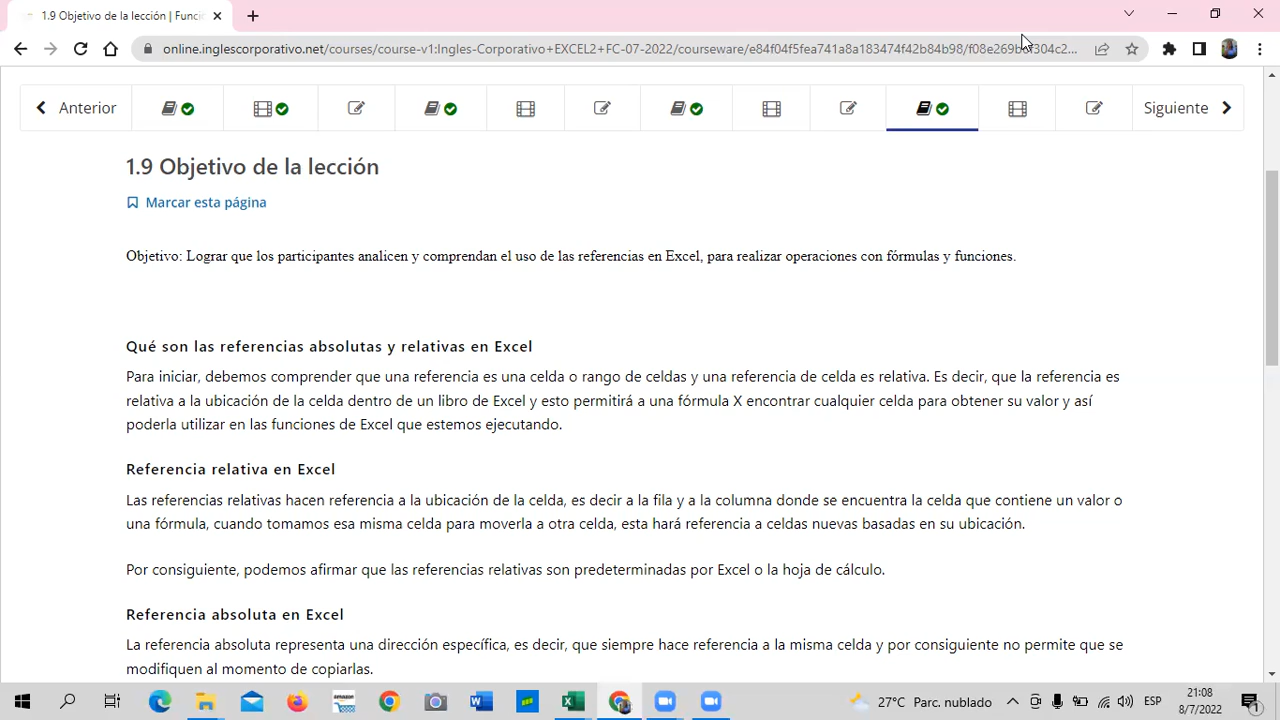 1.9 Objetivo de la lección | Funci
online.inglescorporativo.net/courses/course-v1:Ingles-Corporativo+EXCEL2+FC-07-2022/courseware/e84f04f5fea741a8a183474f42b84b98/
Anterior
Siguiente
1.9 Objetivo de la lección
Marcar esta página
Objetivo: Lograr que los participantes analicen y comprendan el uso de las referencias en Excel, para realizar operaciones con fórmulas y funciones.
Qué son las referencias absolutas y relativas en Excel
Para iniciar, debemos comprender que una referencia es una celda o rango de celdas y una referencia de celda es relativa. Es decir, que la referencia es
relativa a la ubicación de la celda dentro de un libro de Excel y esto permitirá a una fórmula X encontrar cualquier celda para obtener su valor y así
poderla utilizar en las funciones de Excel que estemos ejecutando.
Referencia relativa en Excel
Las referencias relativas hacen referencia a la ubicación de la celda, es decir a la fila y a la columna donde se encuentra la celda que contiene un valor o
una fórmula, cuando tomamos esa misma celda para moverla a otra celda, esta hará referencia a celdas nuevas basadas en su ubicación.
Por consiguiente, podemos afirmar que las referencias relativas son predeterminadas por Excel o la hoja de cálculo.
Referencia absoluta en Excel
La referencia absoluta representa una dirección específica, es decir, que siempre hace referencia a la misma celda y por consiguiente no permite que se
modifiquen al momento de copiarlas.
27°C Parc. nublado
ESP
21:08
8/7/2022